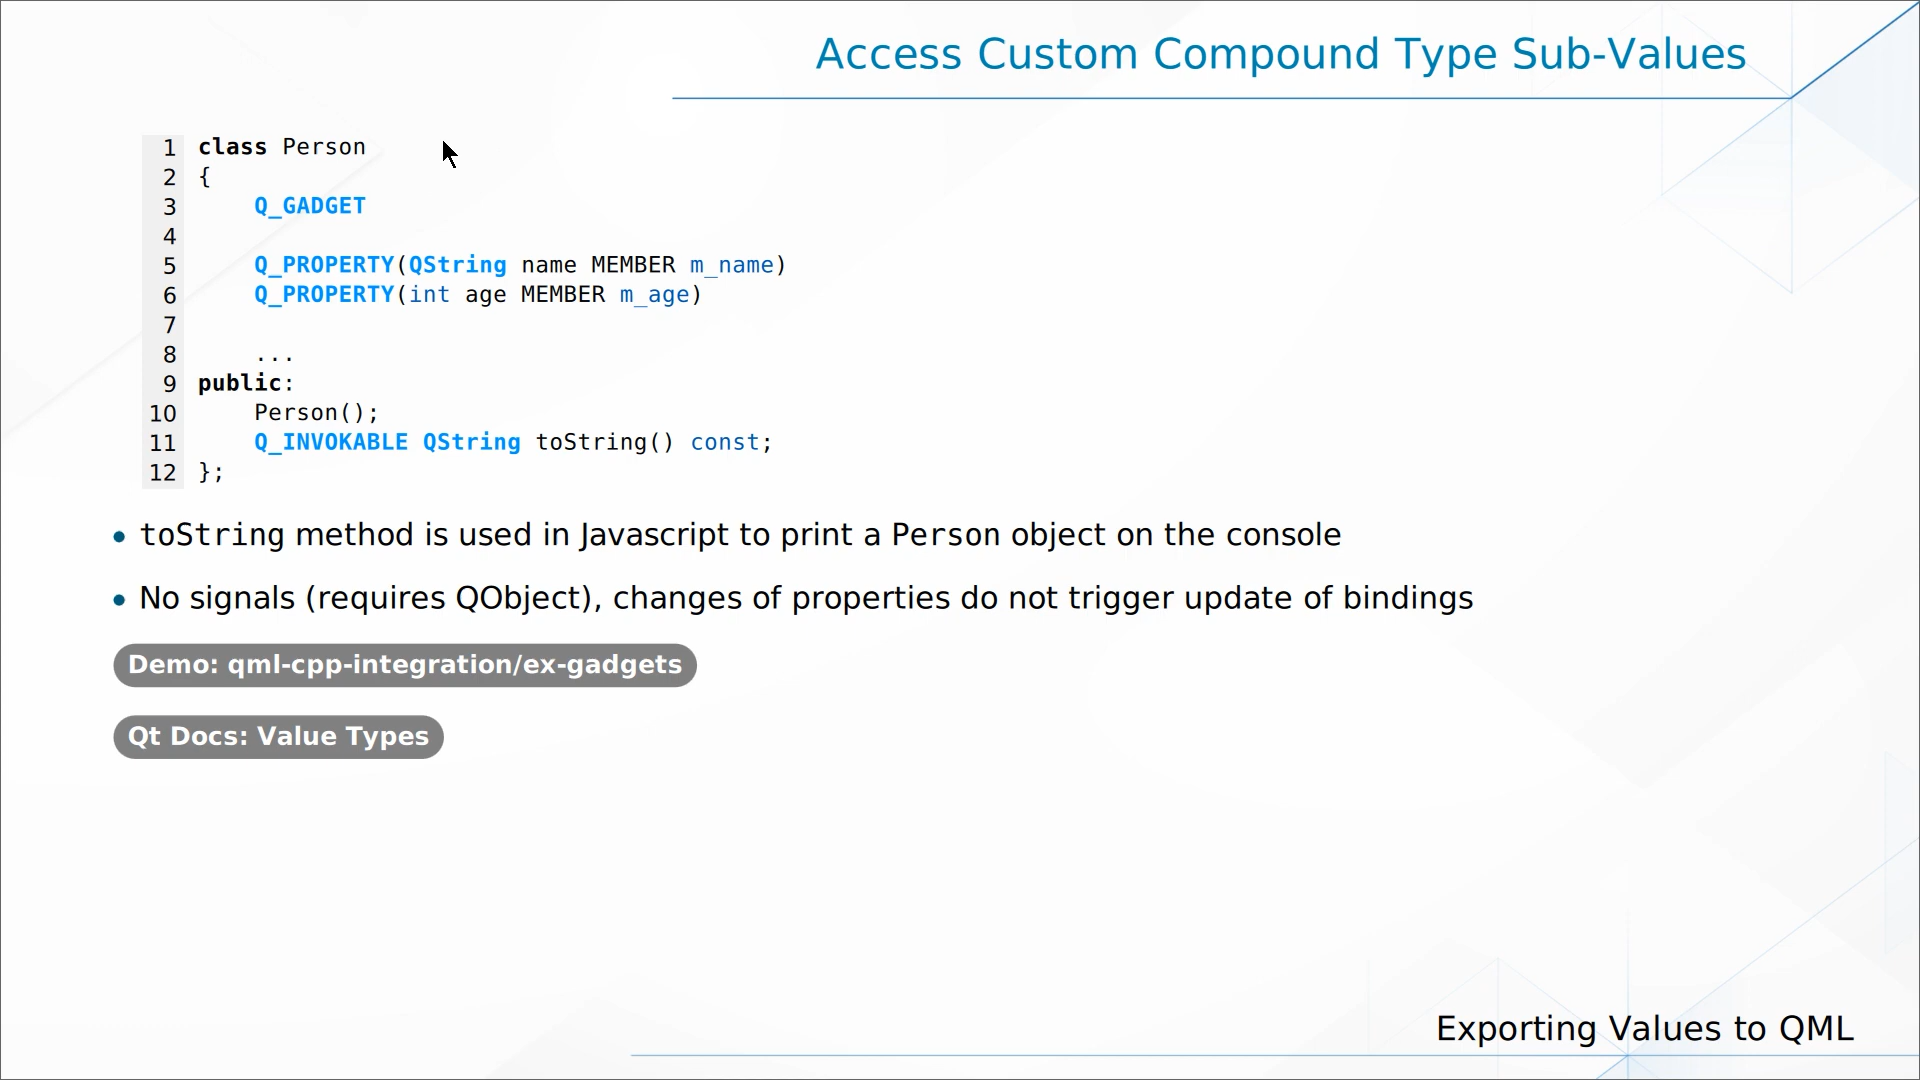 Access Custom Compound Type Sub-Values
1 class Person
2 {
3     Q_GADGET
4
5     Q_PROPERTY(QString name MEMBER m_name)
6     Q_PROPERTY(int age MEMBER m_age)
7
8     ...
9 public:
10     Person();
11     Q_INVOKABLE QString toString() const;
12 };
• toString method is used in Javascript to print a Person object on the console
• No signals (requires QObject), changes of properties do not trigger update of bindings
Demo: qml-cpp-integration/ex-gadgets
Qt Docs: Value Types
Exporting Values to QML